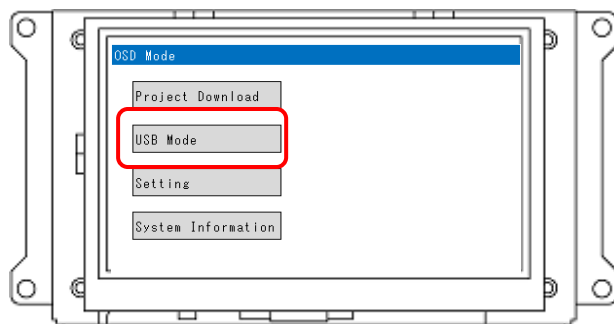 OSD Mode
Project Download
USB Mode
Setting
System Information